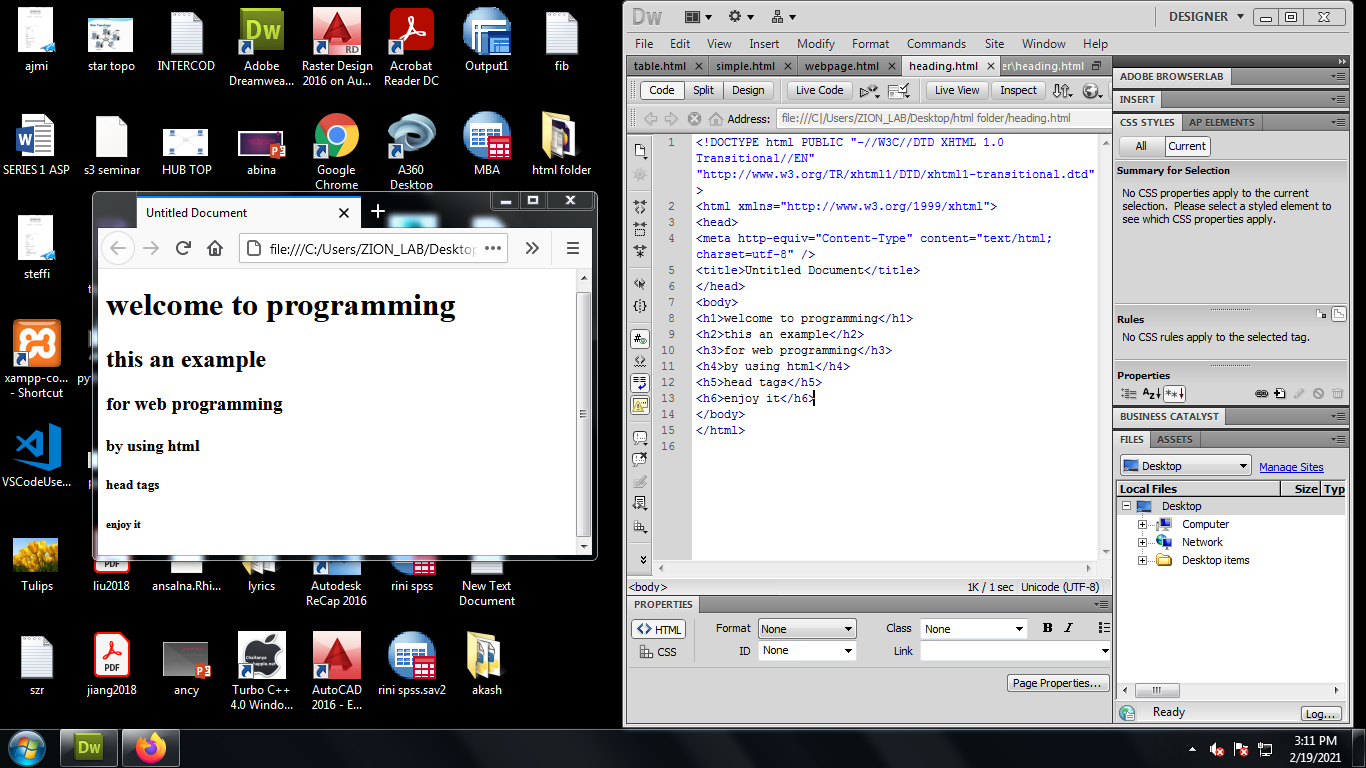 ajmi
star topo
INTERCOD
Adobe
Dreamwea...
Raster Design
2016 on Au...
Acrobat
Reader DC
Output1
fib
SERIES 1 ASP
s3 seminar
HUB TOP
abina
Google
Chrome
A360
Desktop
MBA
html folder
steffi
xampp-co...
- Shortcut
VSCodeUse...
Tulips
liu2018
ansalna.Rhi...
lyrics
Autodesk
ReCap 2016
rini spss
New Text
Document
szr
jiang2018
ancy
Turbo C++
4.0 Windo...
AutoCAD
2016 - E...
rini spss.sav2
akash
Untitled Document
file:///C:/Users/ZION_LAB/Desktop
welcome to programming
this an example
for web programming
by using html
head tags
enjoy it
Dw
DESIGNER
File Edit View Insert Modify Format Commands Site Window Help
table.html simple.html webpage.html heading.html er\heading.html
Code Split Design Live Code Live View Inspect
Address: file:///C|/Users/ZION_LAB/Desktop/html folder/heading.html
1 <!DOCTYPE html PUBLIC "-//W3C//DTD XHTML 1.0
Transitional//EN"
"http://www.w3.org/TR/xhtml1/DTD/xhtml1-transitional.dtd"
>
2 <html xmlns="http://www.w3.org/1999/xhtml">
3 <head>
4 <meta http-equiv="Content-Type" content="text/html;
charset=utf-8" />
5 <title>Untitled Document</title>
6 </head>
7 <body>
8 <h1>welcome to programming</h1>
9 <h2>this an example</h2>
10 <h3>for web programming</h3>
11 <h4>by using html</h4>
12 <h5>head tags</h5>
13 <h6>enjoy it</h6>
14 </body>
15 </html>
16
<body>
1K / 1 sec Unicode (UTF-8)
PROPERTIES
<> HTML
CSS
Format None
Class None
B I
ID None
Link
Page Properties...
ADOBE BROWSERLAB
INSERT
CSS STYLES AP ELEMENTS
All Current
Summary for Selection
No CSS properties apply to the current
selection. Please select a styled element to
see which CSS properties apply.
Rules
No CSS rules apply to the selected tag.
Properties
BUSINESS CATALYST
FILES ASSETS
Desktop
Manage Sites
Local Files Size Typ
Desktop
Computer
Network
Desktop items
Ready
Log...
Dw
3:11 PM
2/19/2021